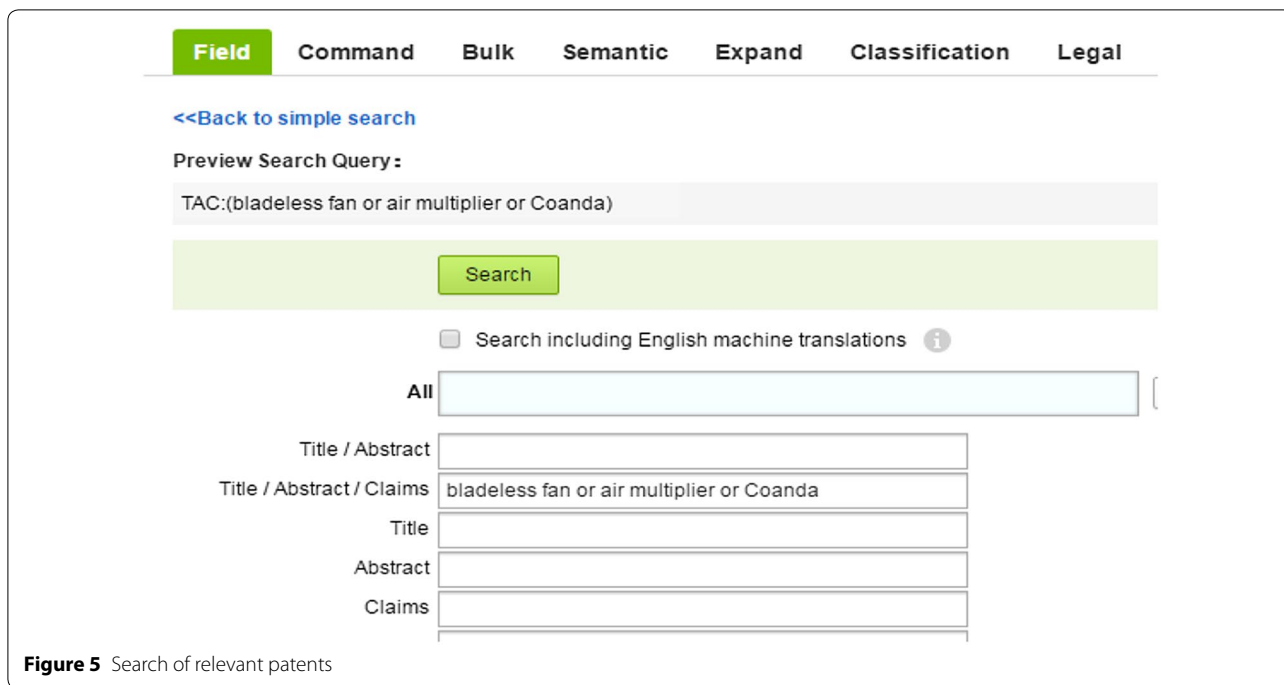 Field Command Bulk Semantic Expand Classification Legal
<<Back to simple search
Preview Search Query:
TAC:(bladeless fan or air multiplier or Coanda)
Search
Search including English machine translations i
All
Title / Abstract
Title / Abstract / Claims bladeless fan or air multiplier or Coanda
Title
Abstract
Claims
Figure 5 Search of relevant patents